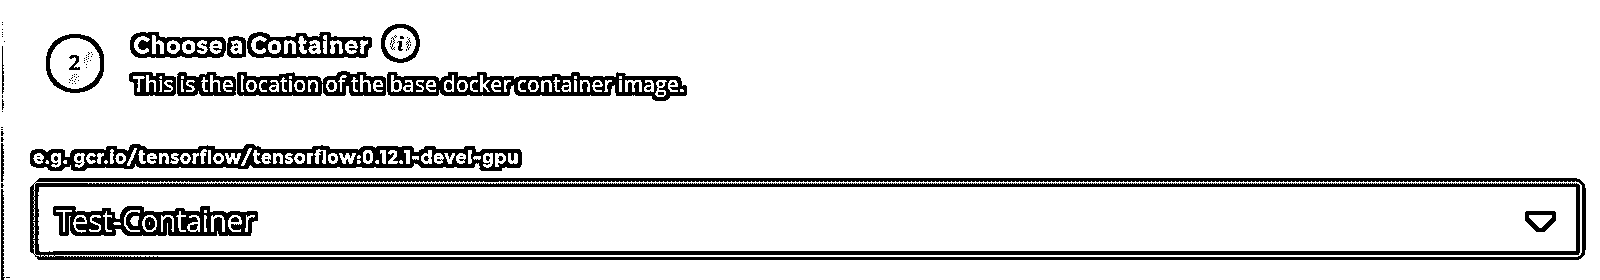 2
Choose a Container i
This is the location of the base docker container image.
e.g. gcr.io/tensorflow/tensorflow:0.12.1-devel-gpu
Test-Container